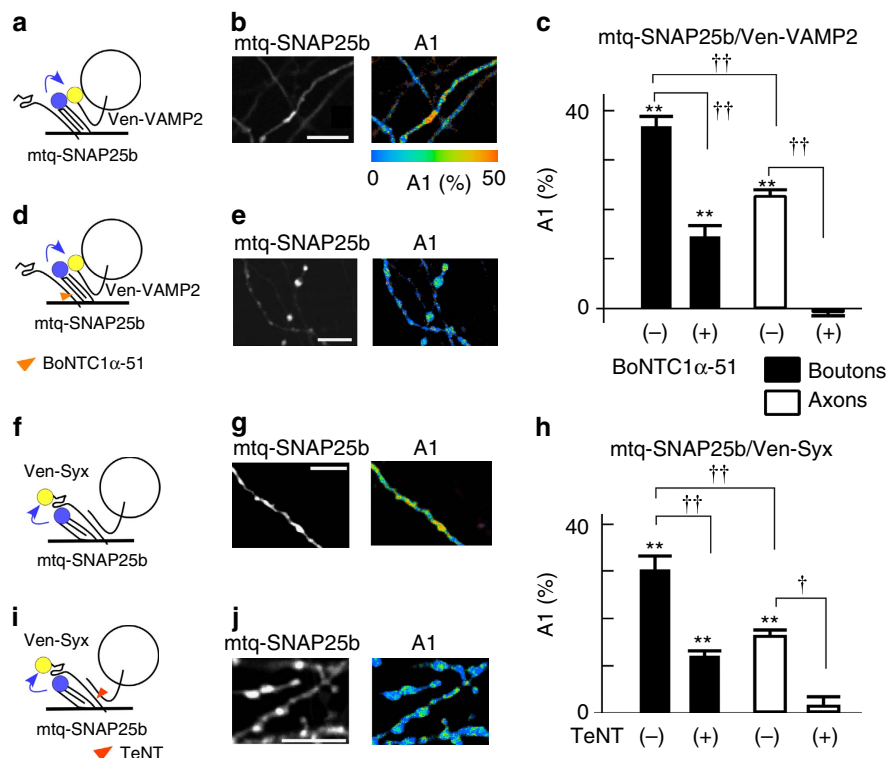 a
Ven-VAMP2
mtq-SNAP25b
b
mtq-SNAP25b A1
0 A1 (%) 50
c
mtq-SNAP25b/Ven-VAMP2
††
††
††
** ** **
40
0
A1 (%)
(–) (+) (–) (+)
BoNTC1α-51
Boutons
Axons
d
Ven-VAMP2
mtq-SNAP25b
BoNTC1α-51
e
mtq-SNAP25b A1
f
Ven-Syx
mtq-SNAP25b
g
mtq-SNAP25b A1
h
mtq-SNAP25b/Ven-Syx
††
††
†
** ** **
40
0
A1 (%)
TeNT (–) (+) (–) (+)
i
Ven-Syx
mtq-SNAP25b
TeNT
j
mtq-SNAP25b A1